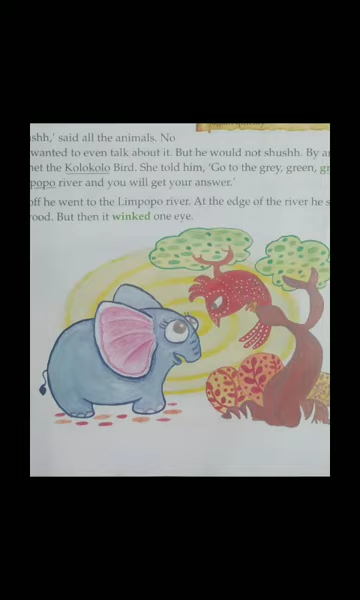 shh,' said all the animals. No
wanted to even talk about it. But he would not shushh. By a
met the Kolokolo Bird. She told him, 'Go to the grey, green, gr
popo river and you will get your answer.'
off he went to the Limpopo river. At the edge of the river he s
ood. But then it winked one eye.